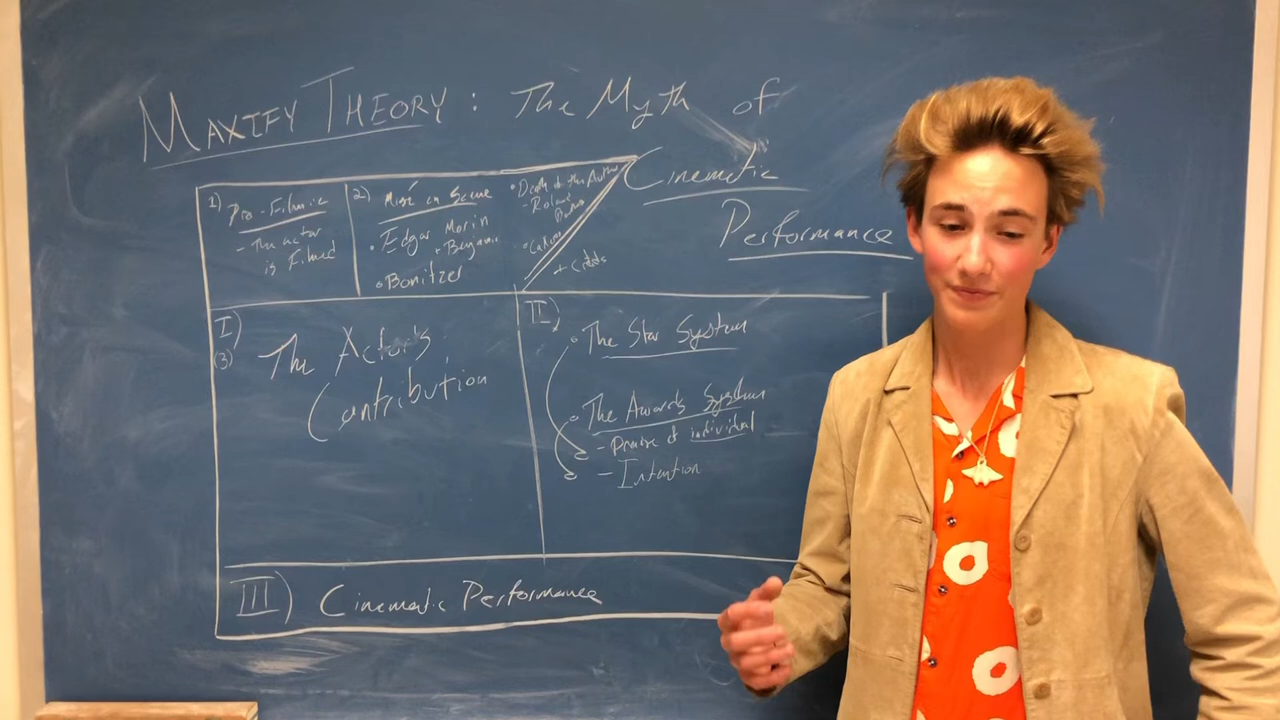 MAXIFY THEORY : The Myth of
Cinematic
Performance
1) Pro-Filmic
- The actor
is Filmed
2) Mise en Scene
• Edgar Morin
+ Benjamin
• Bonitzer
• Death of the Author
- Roland
+ Credits
I)
(3) The Actor's
Contribution
II)
• The Star System
• The Awards System
- Praise of individual
- Intention
III) Cinematic Performance